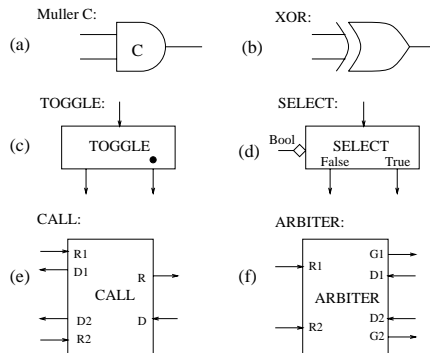 Muller C:
(a)
C
XOR:
(b)
TOGGLE:
(c)
TOGGLE
SELECT:
(d)
Bool
SELECT
False True
CALL:
(e)
R1
D1
R
CALL
D2
D
R2
ARBITER:
(f)
G1
R1
D1
ARBITER
D2
R2
G2